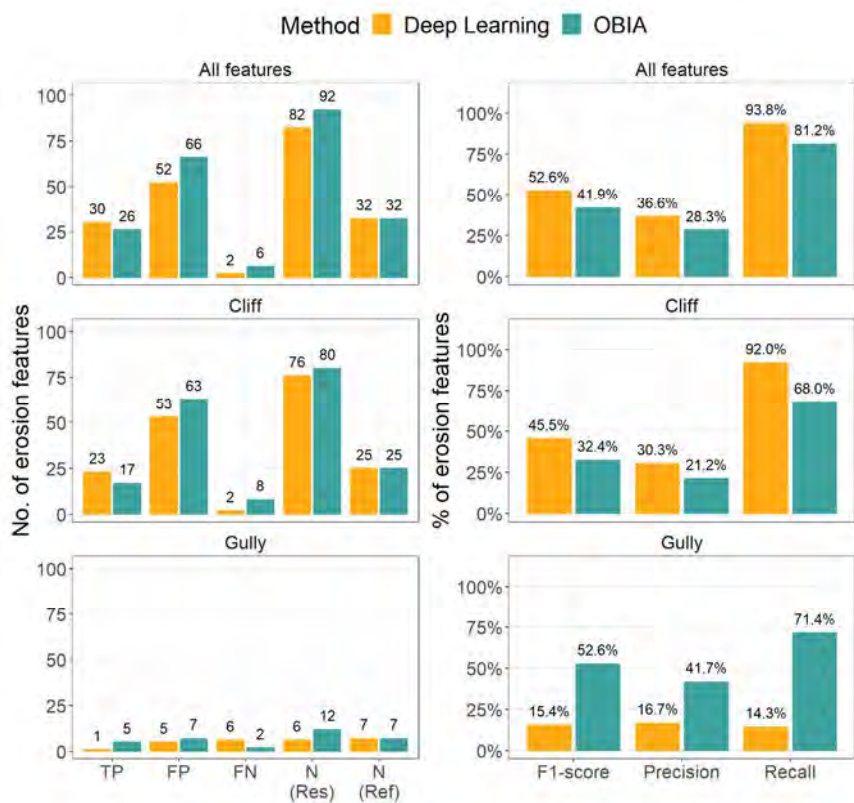 Method Deep Learning OBIA
All features
No. of erosion features
100
75
50
25
0
30 26 52 66 2 6 82 92 32 32
Cliff
100
75
50
25
0
23 17 53 63 2 8 76 80 25 25
Gully
100
75
50
25
0
1 5 5 7 6 2 6 12 7 7
TP FP FN N N
(Res) (Ref)
All features
% of erosion features
100%
75%
50%
25%
0%
52.6% 41.9% 36.6% 28.3% 93.8% 81.2%
Cliff
100%
75%
50%
25%
0%
45.5% 32.4% 30.3% 21.2% 92.0% 68.0%
Gully
100%
75%
50%
25%
0%
15.4% 52.6% 16.7% 41.7% 14.3% 71.4%
F1-score Precision Recall